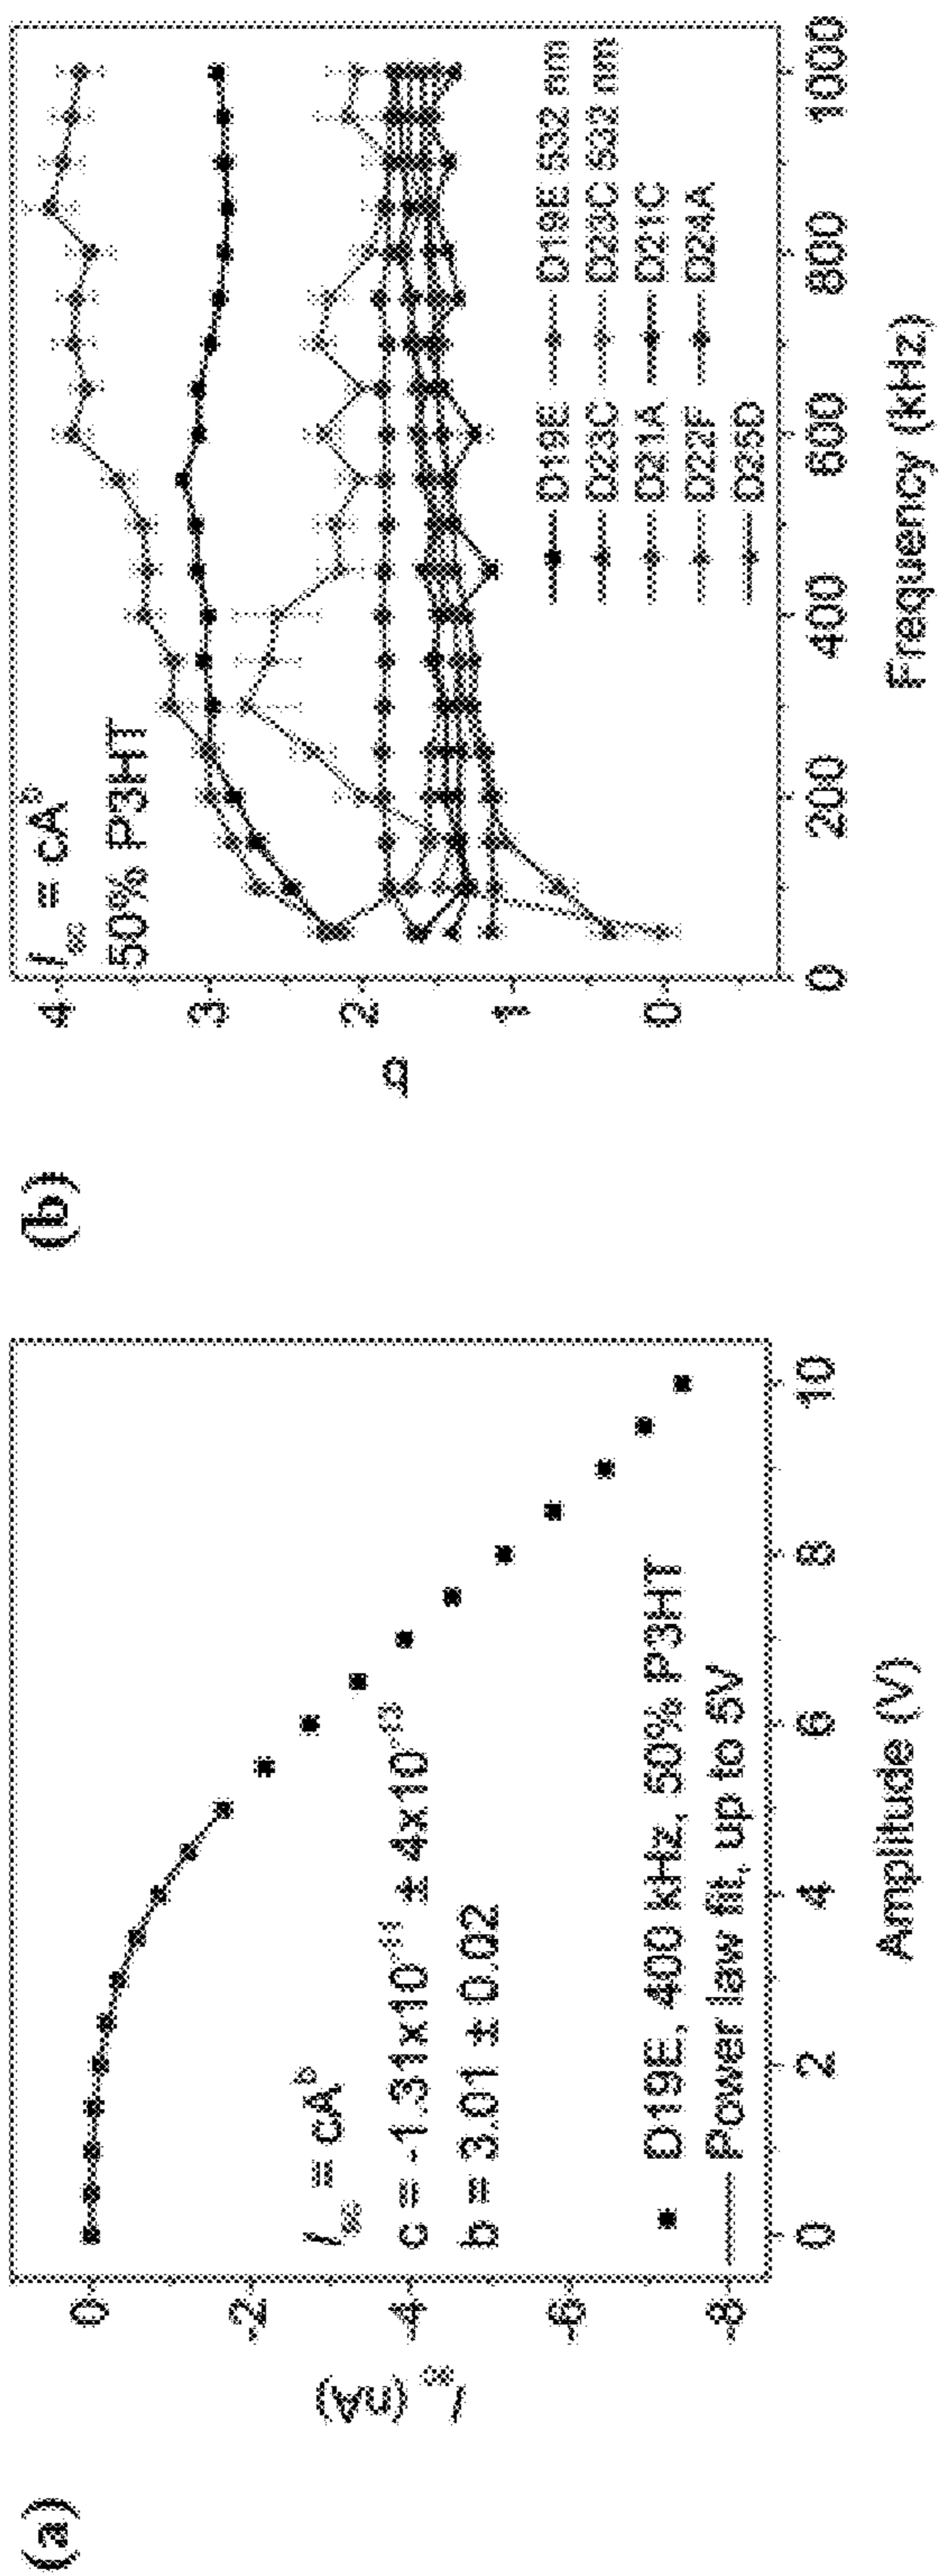 (a)
I_sc (nA)
0
-2
-4
-6
-8
I_sc = cA^b
c = -1.31x10^-11 ± 4x10^-13
b = 3.01 ± 0.02
D19E, 400 kHz, 50% P3HT
Power law fit, up to 5V
0 2 4 6 8 10
Amplitude (V)
(b)
b
4
3
2
1
0
I_sc = cA^b
50% P3HT
D19E D19E 532 nm
D23C D23C 532 nm
D21A D21C
D22F D24A
D25D
0 200 400 600 800 1000
Frequency (kHz)